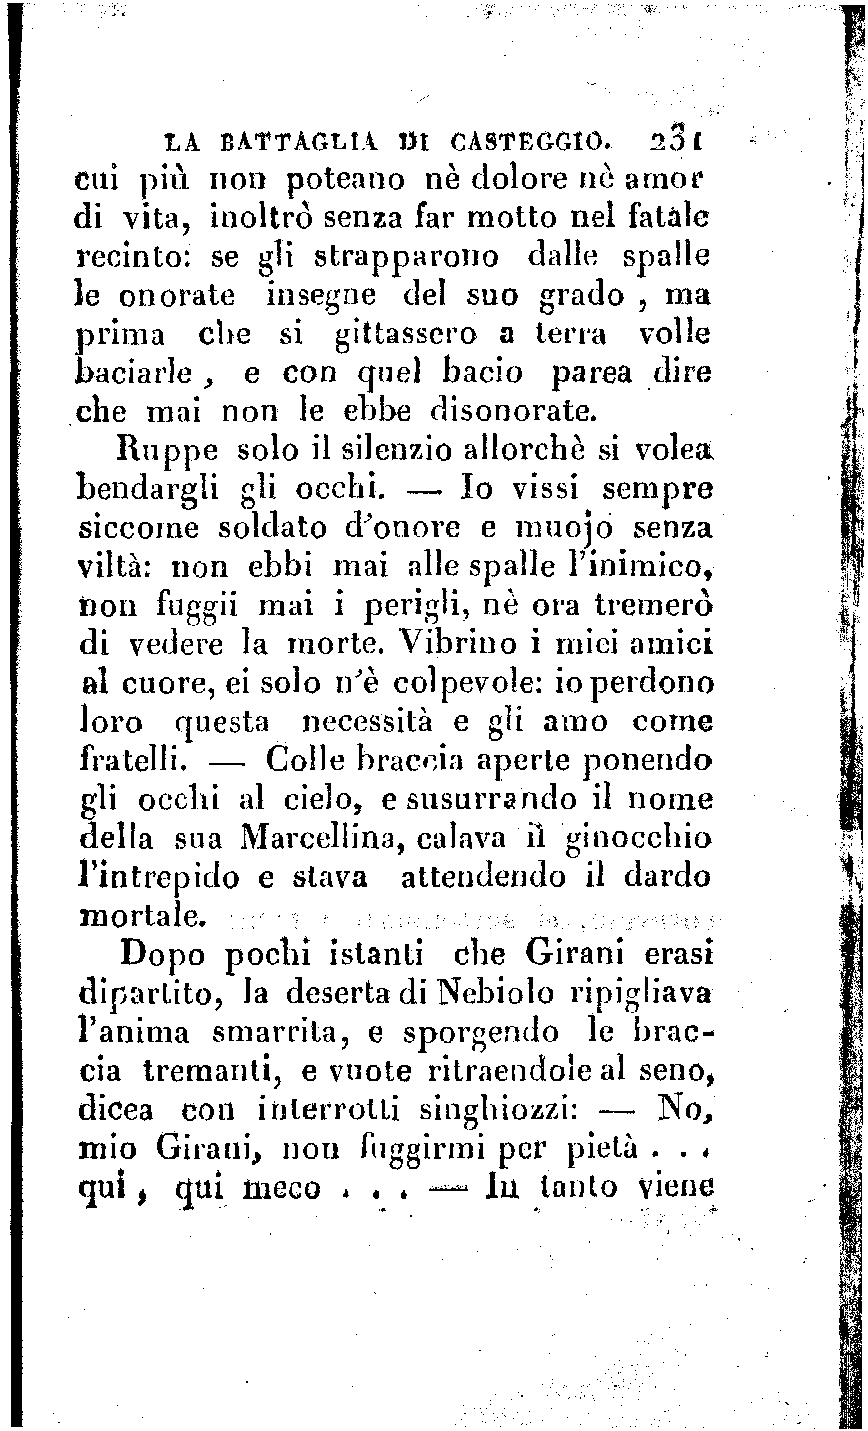 LA BATTAGLIA DI CASTEGGIO. 231
cui più non poteano nè dolore nè amor
di vita, inoltrò senza far motto nel fatale
recinto: se gli strapparono dalle spalle
le onorate insegne del suo grado , ma
prima che si gittassero a terra volle
baciarle , e con quel bacio parea dire
che mai non le ebbe disonorate.
Ruppe solo il silenzio allorchè si volea
bendargli gli occhi. — Io vissi sempre
siccome soldato d'onore e muojo senza
viltà: non ebbi mai alle spalle l'inimico,
non fuggii mai i perigli, nè ora tremerò
di vedere la morte. Vibrino i miei amici
al cuore, ei solo n'è colpevole: io perdono
loro questa necessità e gli amo come
fratelli. — Colle braccia aperte ponendo
gli occhi al cielo, e susurrando il nome
della sua Marcellina, calava il ginocchio
l'intrepido e stava attendendo il dardo
mortale.
Dopo pochi istanti che Girani erasi
dipartito, la deserta di Nebiolo ripigliava
l'anima smarrita, e sporgendo le brac-
cia tremanti, e vuote ritraendole al seno,
dicea con interrotti singhiozzi: — No,
mio Girani, non fuggirmi per pietà . . .
qui , qui meco . . . — In tanto viene